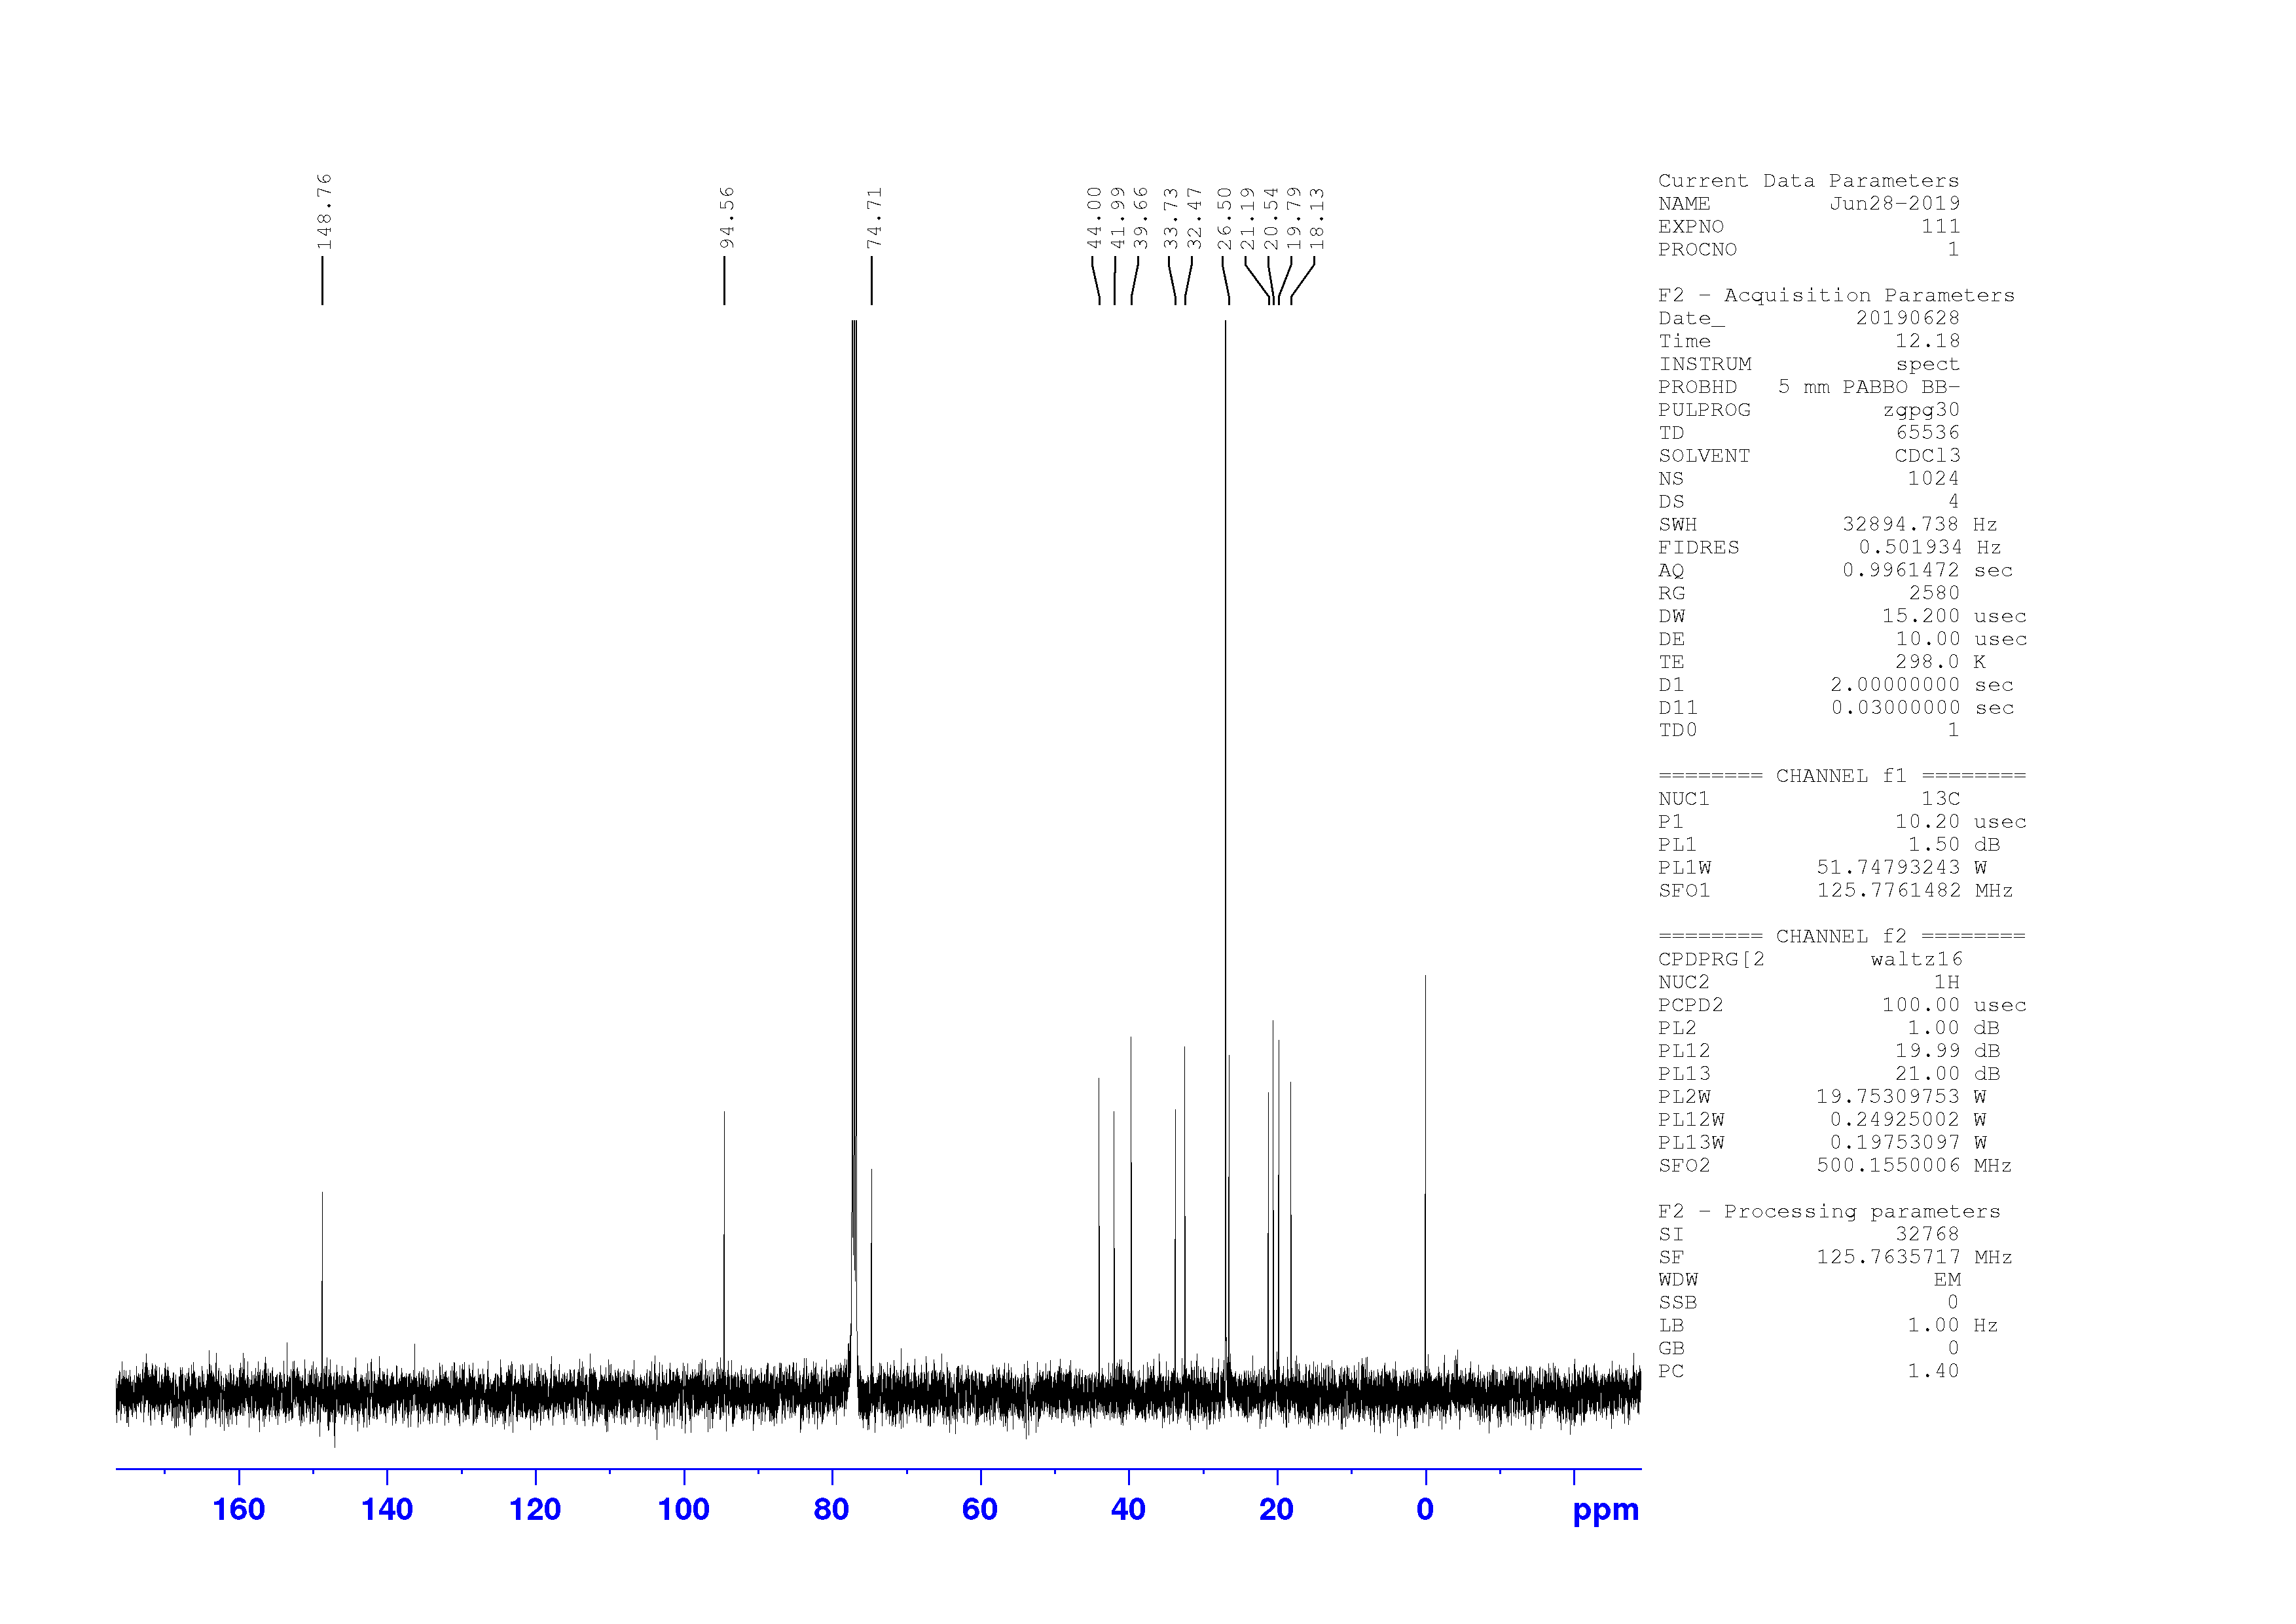 148.76
94.56
74.71
44.00
41.99
39.66
33.73
32.47
26.50
21.19
20.54
19.79
18.13
160 140 120 100 80 60 40 20 0 ppm
Current Data Parameters
NAME Jun28-2019
EXPNO 111
PROCNO 1
F2 - Acquisition Parameters
Date_ 20190628
Time 12.18
INSTRUM spect
PROBHD 5 mm PABBO BB-
PULPROG zgpg30
TD 65536
SOLVENT CDCl3
NS 1024
DS 4
SWH 32894.738 Hz
FIDRES 0.501934 Hz
AQ 0.9961472 sec
RG 2580
DW 15.200 usec
DE 10.00 usec
TE 298.0 K
D1 2.00000000 sec
D11 0.03000000 sec
TD0 1
======== CHANNEL f1 ========
NUC1 13C
P1 10.20 usec
PL1 1.50 dB
PL1W 51.74793243 W
SFO1 125.7761482 MHz
======== CHANNEL f2 ========
CPDPRG[2 waltz16
NUC2 1H
PCPD2 100.00 usec
PL2 1.00 dB
PL12 19.99 dB
PL13 21.00 dB
PL2W 19.75309753 W
PL12W 0.24925002 W
PL13W 0.19753097 W
SFO2 500.1550006 MHz
F2 - Processing parameters
SI 32768
SF 125.7635717 MHz
WDW EM
SSB 0
LB 1.00 Hz
GB 0
PC 1.40